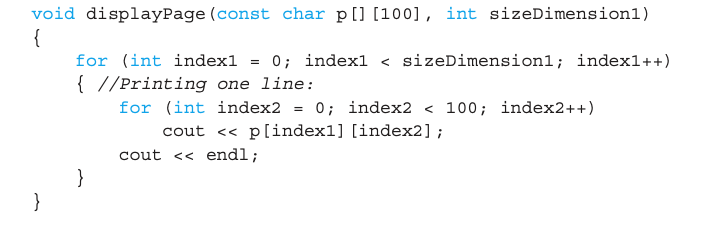 void displayPage(const char p[][100], int sizeDimension1)
{
    for (int index1 = 0; index1 < sizeDimension1; index1++)
    { //Printing one line:
        for (int index2 = 0; index2 < 100; index2++)
            cout << p[index1][index2];
        cout << endl;
    }
}